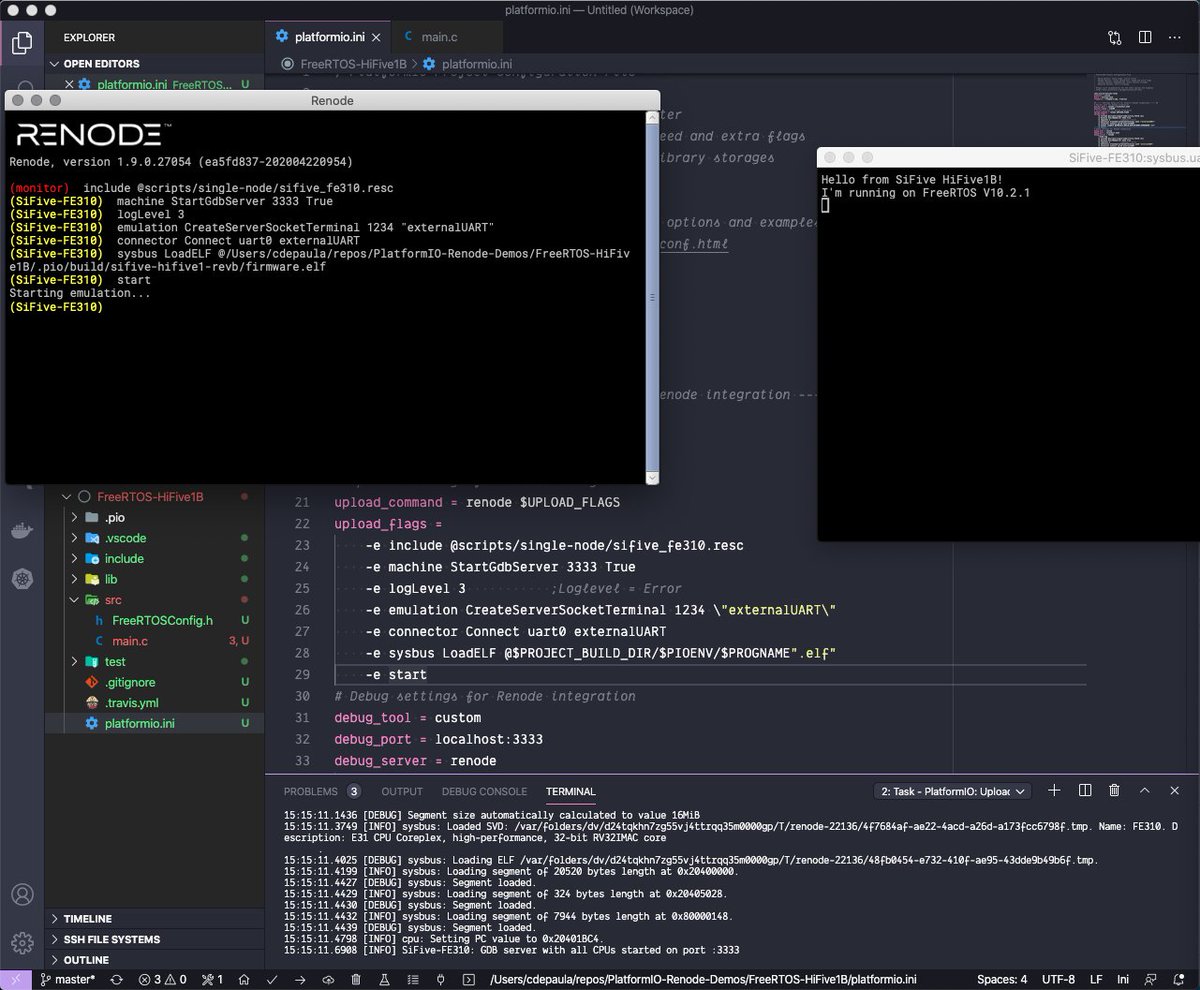 platformio.ini — Untitled (Workspace)
EXPLORER
platformio.ini
main.c
OPEN EDITORS
FreeRTOS-HiFive1B > platformio.ini
platformio.ini FreeRTOS... U
Renode
RENODE™
Renode, version 1.9.0.27054 (ea5fd837-202004220954)
(monitor) include @scripts/single-node/sifive_fe310.resc
(SiFive-FE310) machine StartGdbServer 3333 True
(SiFive-FE310) logLevel 3
(SiFive-FE310) emulation CreateServerSocketTerminal 1234 "externalUART"
(SiFive-FE310) connector Connect uart0 externalUART
(SiFive-FE310) sysbus LoadELF @/Users/cdepaula/repos/PlatformIO-Renode-Demos/FreeRTOS-HiFiv
e1B/.pio/build/sifive-hifive1-revb/firmware.elf
(SiFive-FE310) start
Starting emulation...
(SiFive-FE310)
eed and extra flags
ibrary storages
options and example
conf.html
enode integration ---
SiFive-FE310:sysbus.ua
Hello from SiFive HiFive1B!
I'm running on FreeRTOS V10.2.1
FreeRTOS-HiFive1B
.pio
.vscode
include
lib
src
FreeRTOSConfig.h U
main.c 3, U
test
.gitignore U
.travis.yml U
platformio.ini U
21 upload_command = renode $UPLOAD_FLAGS
22 upload_flags =
23 -e include @scripts/single-node/sifive_fe310.resc
24 -e machine StartGdbServer 3333 True
25 -e logLevel 3 ;Loglevel = Error
26 -e emulation CreateServerSocketTerminal 1234 \"externalUART\"
27 -e connector Connect uart0 externalUART
28 -e sysbus LoadELF @$PROJECT_BUILD_DIR/$PIOENV/$PROGNAME".elf"
29 -e start
30 # Debug settings for Renode integration
31 debug_tool = custom
32 debug_port = localhost:3333
33 debug_server = renode
PROBLEMS 3 OUTPUT DEBUG CONSOLE TERMINAL 2: Task - PlatformIO: Uploac
15:15:11.1436 [DEBUG] Segment size automatically calculated to value 16MiB
15:15:11.3749 [INFO] sysbus: Loaded SVD: /var/folders/dv/d24tqkhn7zg55vj4ttrqq35m0000gp/T/renode-22136/4f7684af-ae22-4acd-a26d-a173fcc6798f.tmp. Name: FE310. D
escription: E31 CPU Coreplex, high-performance, 32-bit RV32IMAC core
.
15:15:11.4025 [DEBUG] sysbus: Loading ELF /var/folders/dv/d24tqkhn7zg55vj4ttrqq35m0000gp/T/renode-22136/48fb0454-e732-410f-ae95-43dde9b49b6f.tmp.
15:15:11.4199 [INFO] sysbus: Loading segment of 20520 bytes length at 0x20400000.
15:15:11.4427 [DEBUG] sysbus: Segment loaded.
15:15:11.4429 [INFO] sysbus: Loading segment of 324 bytes length at 0x20405028.
15:15:11.4430 [DEBUG] sysbus: Segment loaded.
15:15:11.4432 [INFO] sysbus: Loading segment of 7944 bytes length at 0x80000148.
15:15:11.4439 [DEBUG] sysbus: Segment loaded.
15:15:11.4798 [INFO] cpu: Setting PC value to 0x20401BC4.
15:15:11.6908 [INFO] SiFive-FE310: GDB server with all CPUs started on port :3333
TIMELINE
SSH FILE SYSTEMS
OUTLINE
master* 3 0 1 /Users/cdepaula/repos/PlatformIO-Renode-Demos/FreeRTOS-HiFive1B/platformio.ini Spaces: 4 UTF-8 LF Ini